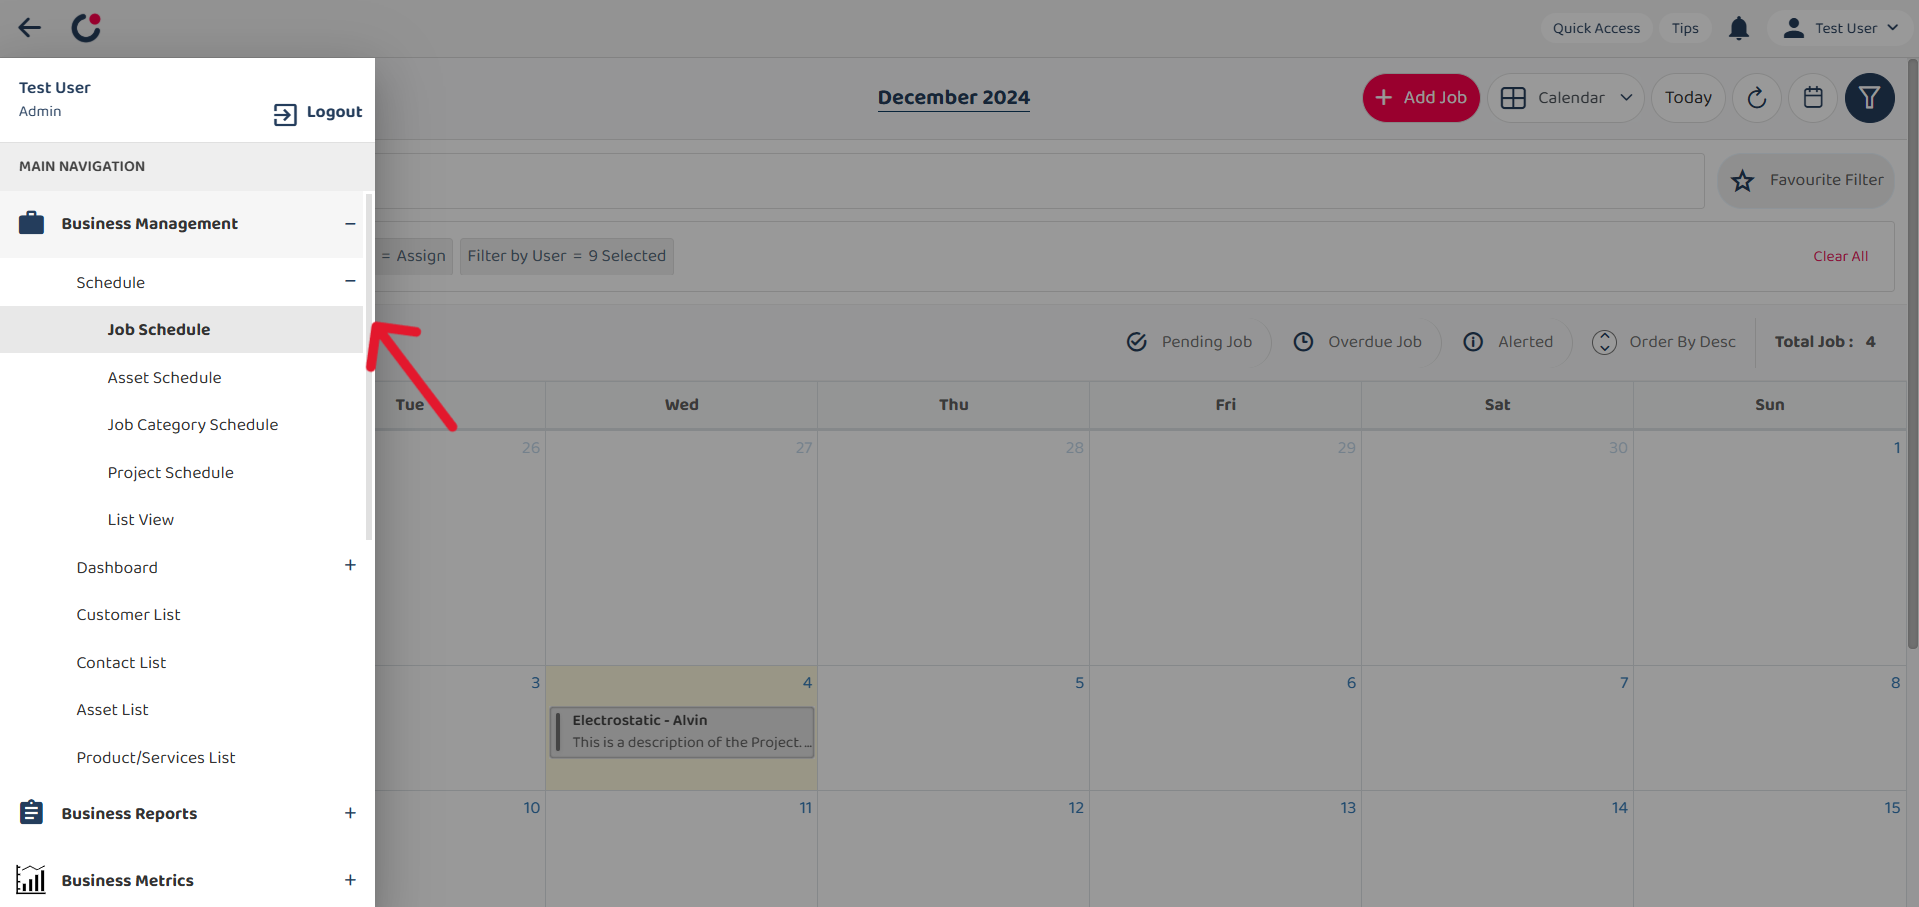 Quick Access
Tips
Test User
Test User
Admin
Logout
MAIN NAVIGATION
Business Management
Schedule
Job Schedule
Asset Schedule
Job Category Schedule
Project Schedule
List View
Dashboard
Customer List
Contact List
Asset List
Product/Services List
Business Reports
Business Metrics
December 2024
+ Add Job
Calendar
Today
Favourite Filter
= Assign
Filter by User = 9 Selected
Clear All
Pending Job
Overdue Job
Alerted
Order By Desc
Total Job : 4
Tue Wed Thu Fri Sat Sun
26 27 28 29 30 1
3 4 5 6 7 8
Electrostatic - Alvin
This is a description of the Project. ...
10 11 12 13 14 15